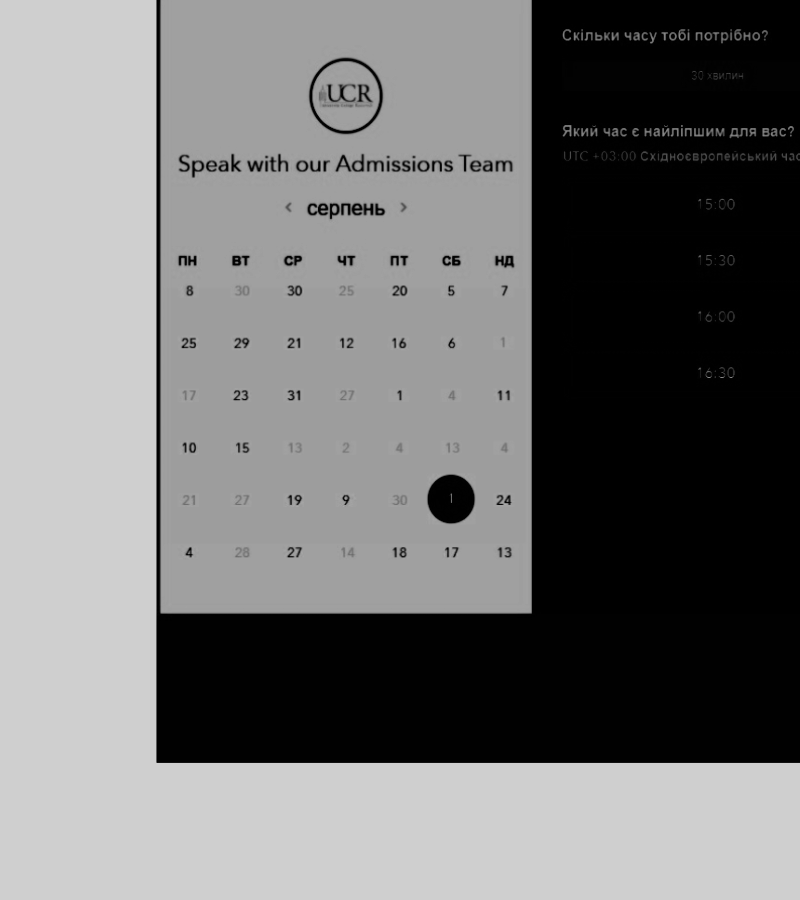 UCR
Speak with our Admissions Team
< серпень >
ПН ВТ СР ЧТ ПТ СБ НД
8 30 30 25 20 5 7
25 29 21 12 16 6 1
17 23 31 27 1 4 11
10 15 13 2 4 13 4
21 27 19 9 30 1 24
4 28 27 14 18 17 13
Скільки часу тобі потрібно?
30 хвилин
Який час є найліпшим для вас?
UTC +03:00 Східноєвропейський час
15:00
15:30
16:00
16:30